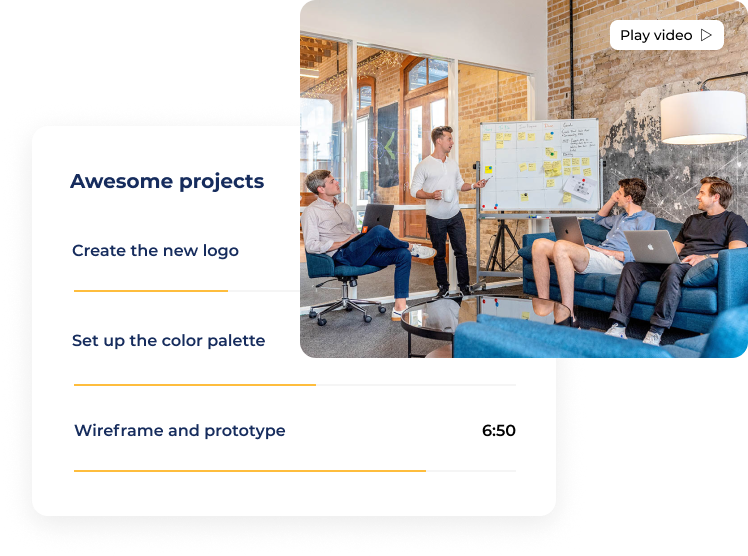 Play video
Awesome projects
Create the new logo
Set up the color palette
Wireframe and prototype
6:50